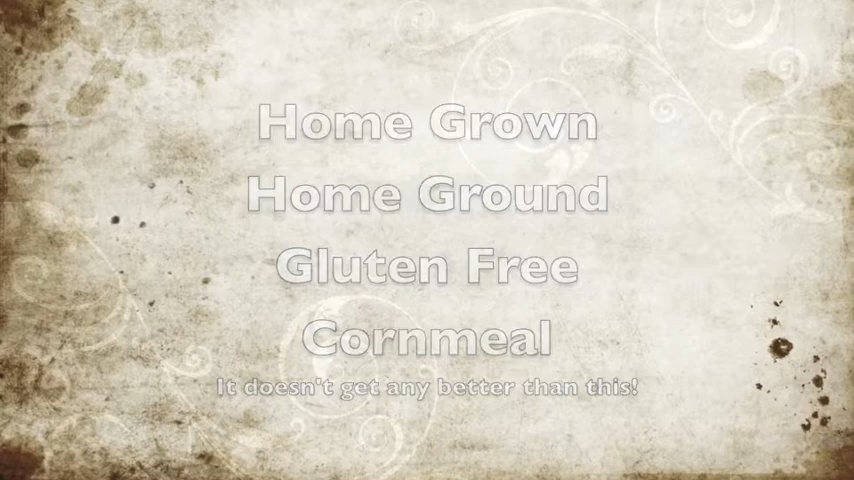 Home Grown
Home Ground
Gluten Free
Cornmeal
It doesn't get any better than this!